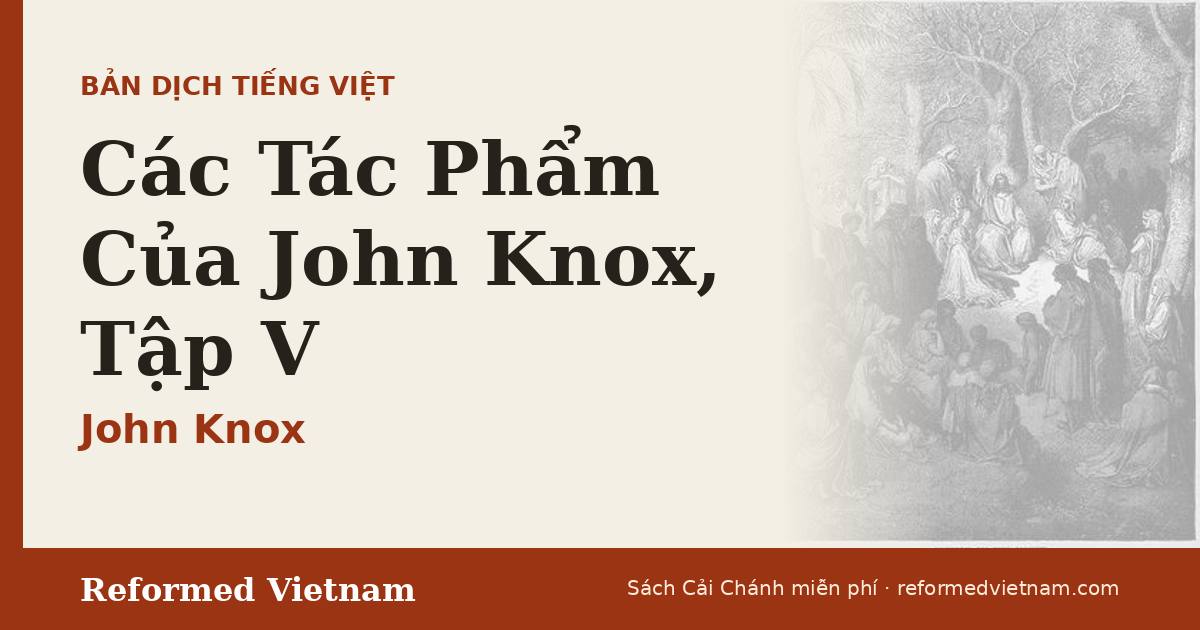 BẢN DỊCH TIẾNG VIỆT
Các Tác Phẩm
Của John Knox,
Tập V
John Knox
Reformed Vietnam
Sách Cải Chánh miễn phí · reformedvietnam.com